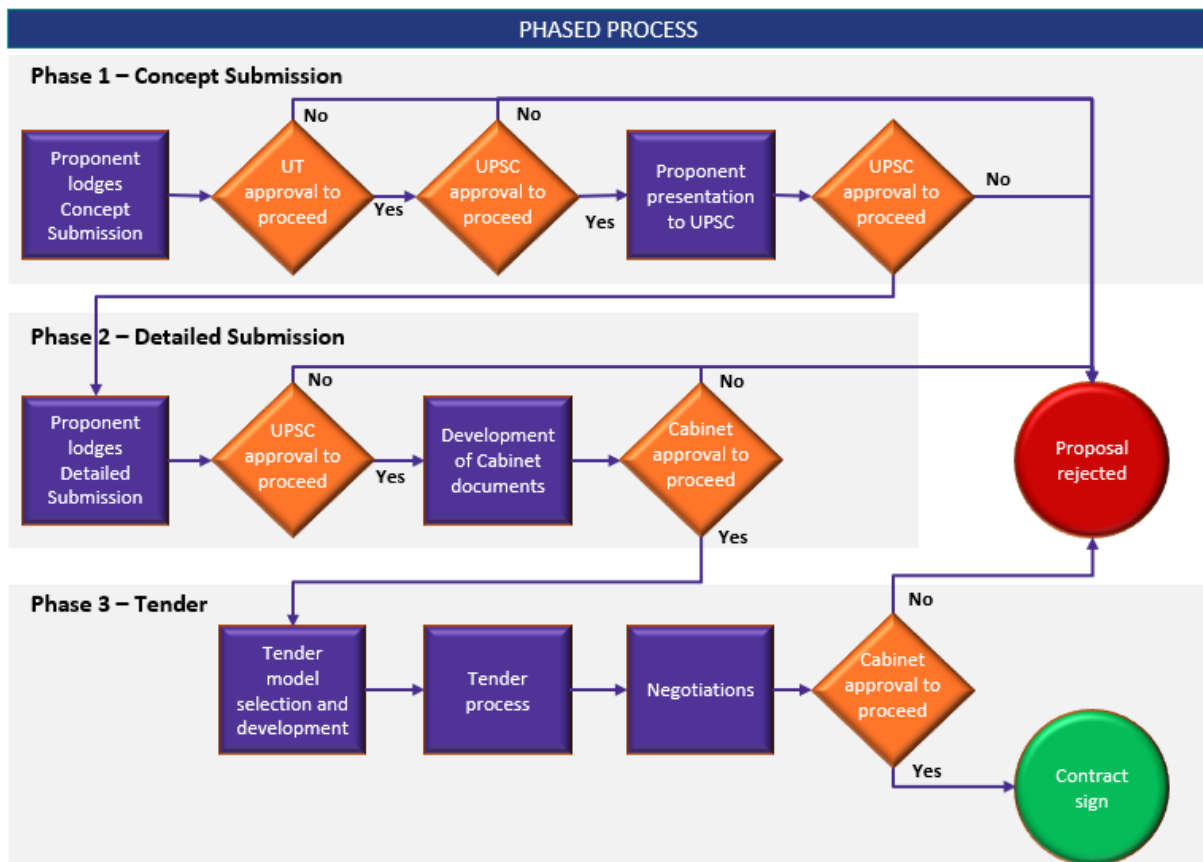 PHASED PROCESS
Phase 1 – Concept Submission
Proponent
lodges
Concept
Submission
UT
approval to
proceed
No
Yes
UPSC
approval to
proceed
No
Yes
Proponent
presentation
to UPSC
UPSC
approval to
proceed
No
Phase 2 – Detailed Submission
Proponent
lodges
Detailed
Submission
UPSC
approval to
proceed
No
Yes
Development
of Cabinet
documents
Cabinet
approval to
proceed
No
Yes
Proposal
rejected
Phase 3 – Tender
Tender
model
selection and
development
Tender
process
Negotiations
Cabinet
approval to
proceed
No
Yes
Contract
sign